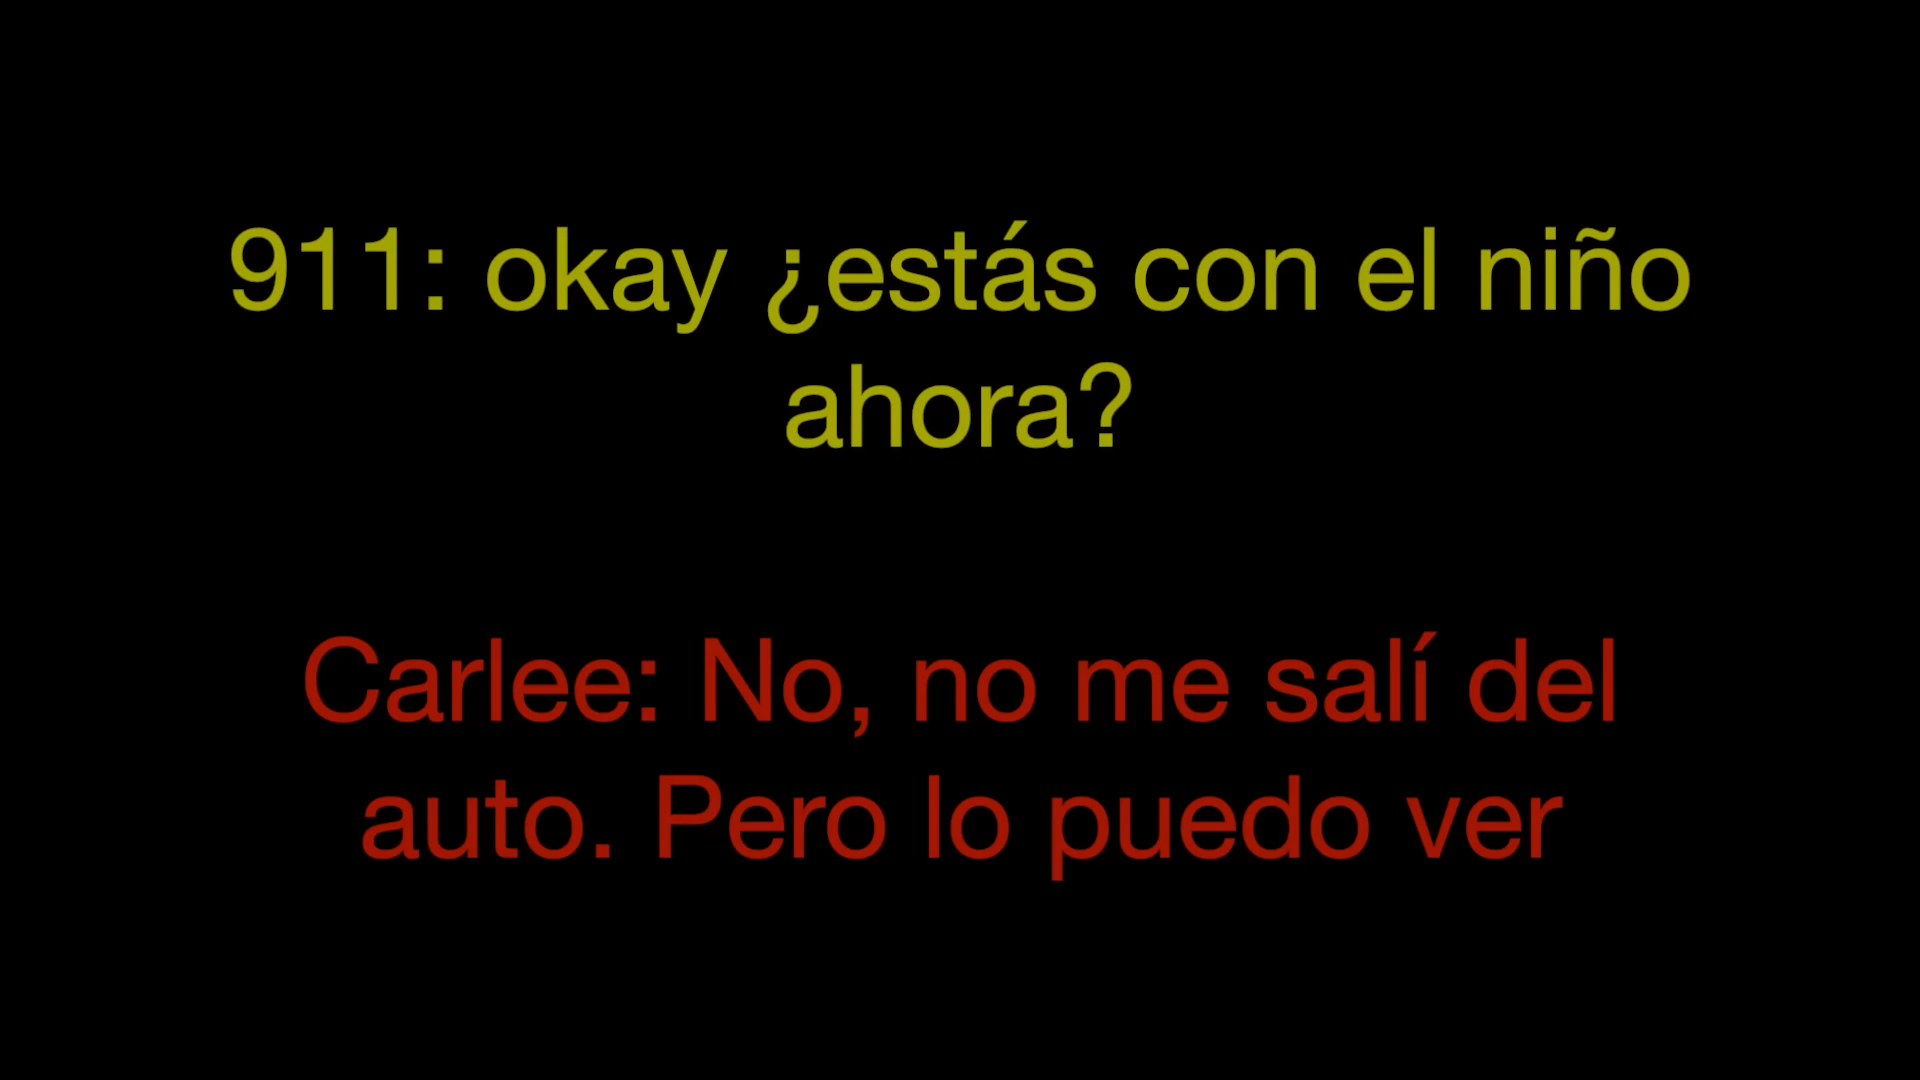 911: okay ¿estás con el niño
ahora?
Carlee: No, no me salí del
auto. Pero lo puedo ver